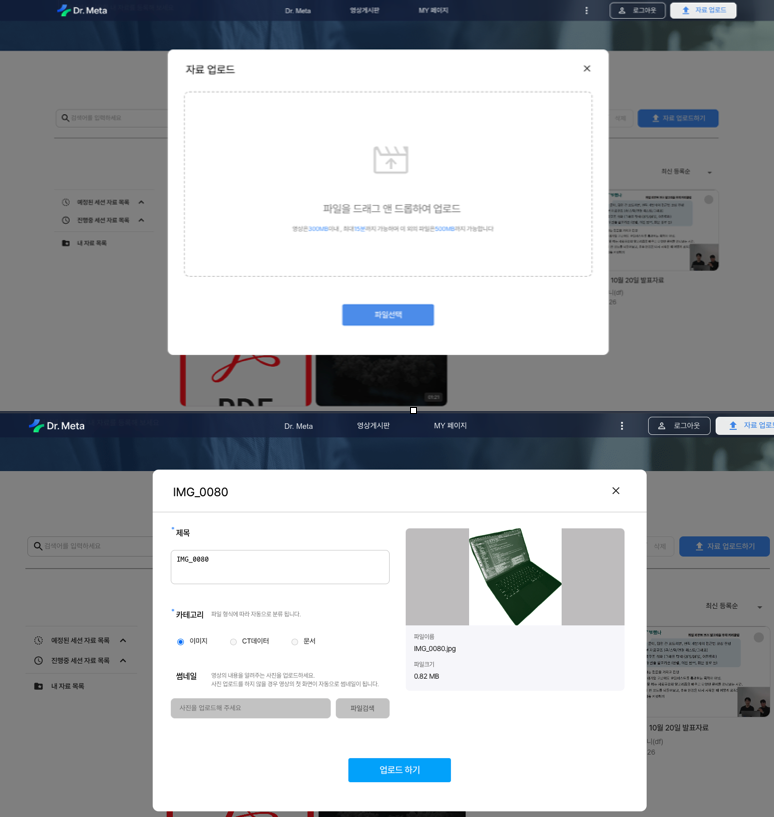 Dr. Meta
Dr. Meta
영상게시판
MY 페이지
로그아웃
자료 업로드
자료 업로드
검색어를 입력하세요
삭제
자료 업로드하기
파일을 드래그 앤 드롭하여 업로드
영상은300MB이내, 최대15분까지 가능하며 이 외의 파일은500MB까지 가능합니다
파일선택
최신 등록순
예정된 세션 자료 목록
진행중 세션 자료 목록
내 자료 목록
10월 20일 발표자료
PDF
Dr. Meta
Dr. Meta
영상게시판
MY 페이지
로그아웃
자료 업로드
IMG_0080
검색어를 입력하세요
삭제
자료 업로드하기
제목
IMG_0080
카테고리
파일 형식에 따라 자동으로 분류 됩니다.
이미지
CT데이터
문서
썸네일
영상의 내용을 알려주는 사진을 업로드하세요.
사진 업로드를 하지 않을 경우 영상의 첫 화면이 자동으로 썸네일이 됩니다.
사진을 업로드해 주세요
파일검색
파일이름
IMG_0080.jpg
파일크기
0.82 MB
업로드 하기
최신 등록순
예정된 세션 자료 목록
진행중 세션 자료 목록
내 자료 목록
10월 20일 발표자료